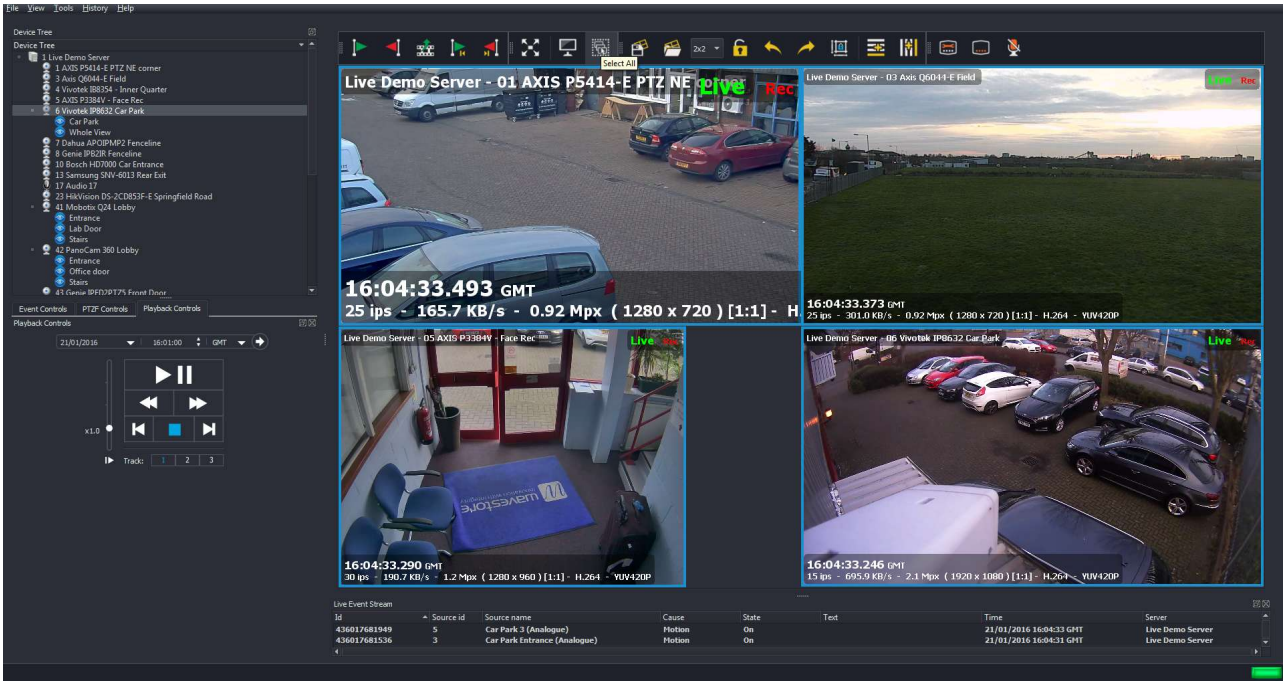 File View Tools History Help
Device Tree
Device Tree
1 Live Demo Server
1 AXIS P5414-E PTZ NE corner
3 Axis Q6044-E Field
4 Vivotek IB8354 - Inner Quarter
5 AXIS P3384V - Face Rec
6 Vivotek IP8632 Car Park
Car Park
Whole View
7 Dahua APOIPMP2 Fenceline
8 Genie IPB2IR Fenceline
10 Bosch HD7000 Car Entrance
13 Samsung SNV-6013 Rear Exit
17 Audio 17
23 HikVision DS-2CD853F-E Springfield Road
41 Mobotix Q24 Lobby
Entrance
Lab Door
Stairs
42 PanoCam 360 Lobby
Entrance
Office door
Stairs
43 Genie IPED2PTZ5 Front Door
Event Controls PTZF Controls Playback Controls
Playback Controls
21/01/2016 16:01:00 GMT
x1.0
Track: 1 2 3
2x2
Select All
Live Demo Server - 01 AXIS P5414-E PTZ NE corner Live Rec
16:04:33.493 GMT
25 ips - 165.7 KB/s - 0.92 Mpx ( 1280 x 720 ) [1:1] - H.
Live Demo Server - 03 Axis Q6044-E Field Live Rec
16:04:33.373 GMT
25 ips - 301.0 KB/s - 0.92 Mpx ( 1280 x 720 ) [1:1] - H.264 - YUV420P
Live Demo Server - 05 AXIS P3384V - Face Rec Live Rec
wavestore
16:04:33.290 GMT
30 ips - 190.7 KB/s - 1.2 Mpx ( 1280 x 960 ) [1:1] - H.264 - YUV420P
Live Demo Server - 06 Vivotek IP8632 Car Park Live Rec
16:04:33.246 GMT
15 ips - 695.9 KB/s - 2.1 Mpx ( 1920 x 1080 ) [1:1] - H.264 - YUV420P
Live Event Stream
Id Source id Source name Cause State Text Time Server
436017681949 5 Car Park 3 (Analogue) Motion On 21/01/2016 16:04:33 GMT Live Demo Server
436017681536 3 Car Park Entrance (Analogue) Motion On 21/01/2016 16:04:31 GMT Live Demo Server